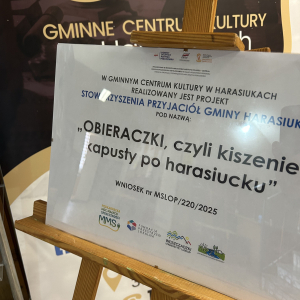 GMINNE CENTRUM KULTURY
W GMINNYM CENTRUM KULTURY W HARASIUKACH
REALIZOWANY JEST PROJEKT
STOWARZYSZENIA PRZYJACIÓŁ GMINY HARASIUK
POD NAZWĄ:
„OBIERACZKI, czyli kiszenie
kapusty po harasiucku”
WNIOSEK nr MSLOP/220/2025
MMS